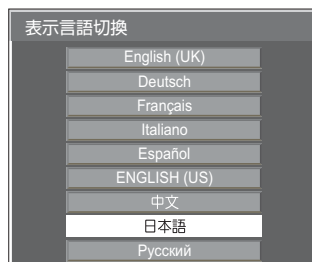 表示言語切換
English (UK)
Deutsch
Français
Italiano
Español
ENGLISH (US)
中文
日本語
Русский